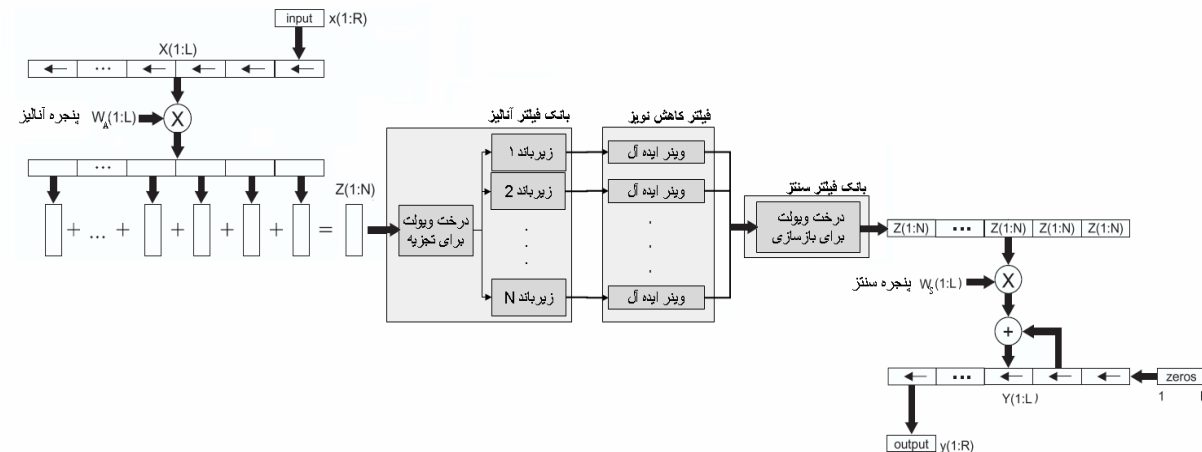 input x(1:R)
X(1:L)
پنجره آنالیز W_A(1:L)
X
Z(1:N)
+ ... + + + + =
بانک فیلتر آنالیز
درخت ویولت
برای تجزیه
زیرباند ۱
زیرباند 2
.
.
.
زیرباند N
فیلتر کاهش نویز
وینر ایده آل
وینر ایده آل
.
.
.
وینر ایده آل
بانک فیلتر سنتز
درخت ویولت
برای بازسازی
Z(1:N) ... Z(1:N) Z(1:N) Z(1:N)
پنجره سنتز W_S(1:L)
X
+
...
zeros
Y(1:L)
1
output y(1:R)